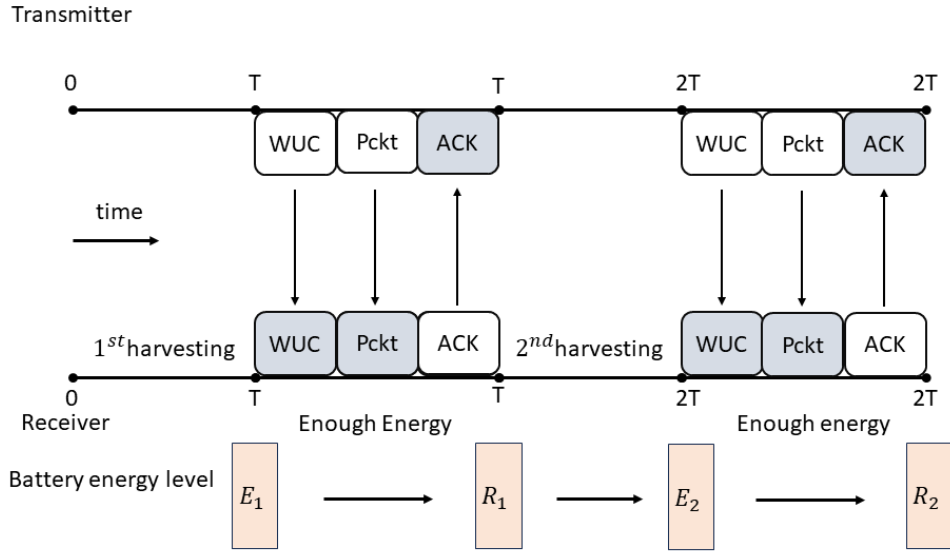 Transmitter
0 T T 2T 2T
WUC Pckt ACK WUC Pckt ACK
time
1st harvesting WUC Pckt ACK 2nd harvesting WUC Pckt ACK
0 T T 2T 2T
Receiver Enough Energy Enough energy
Battery energy level E1 R1 E2 R2